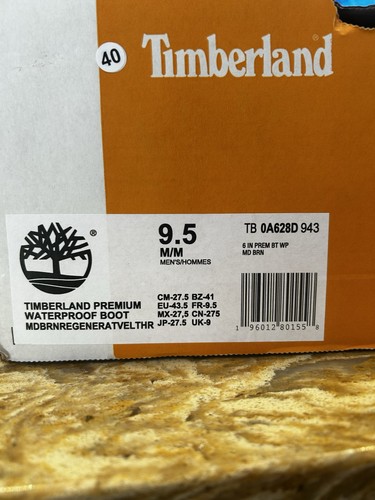 40
Timberland
®
9.5
M/M
MEN'S/HOMMES
TB 0A628D 943
6 IN PREM BT WP
MD BRN
TIMBERLAND PREMIUM
WATERPROOF BOOT
MDBRNREGENERATVELTHR
CM-27.5 BZ-41
EU-43.5 FR-9.5
MX-27,5 CN-275
JP-27.5 UK-9
1 96012 80155 8